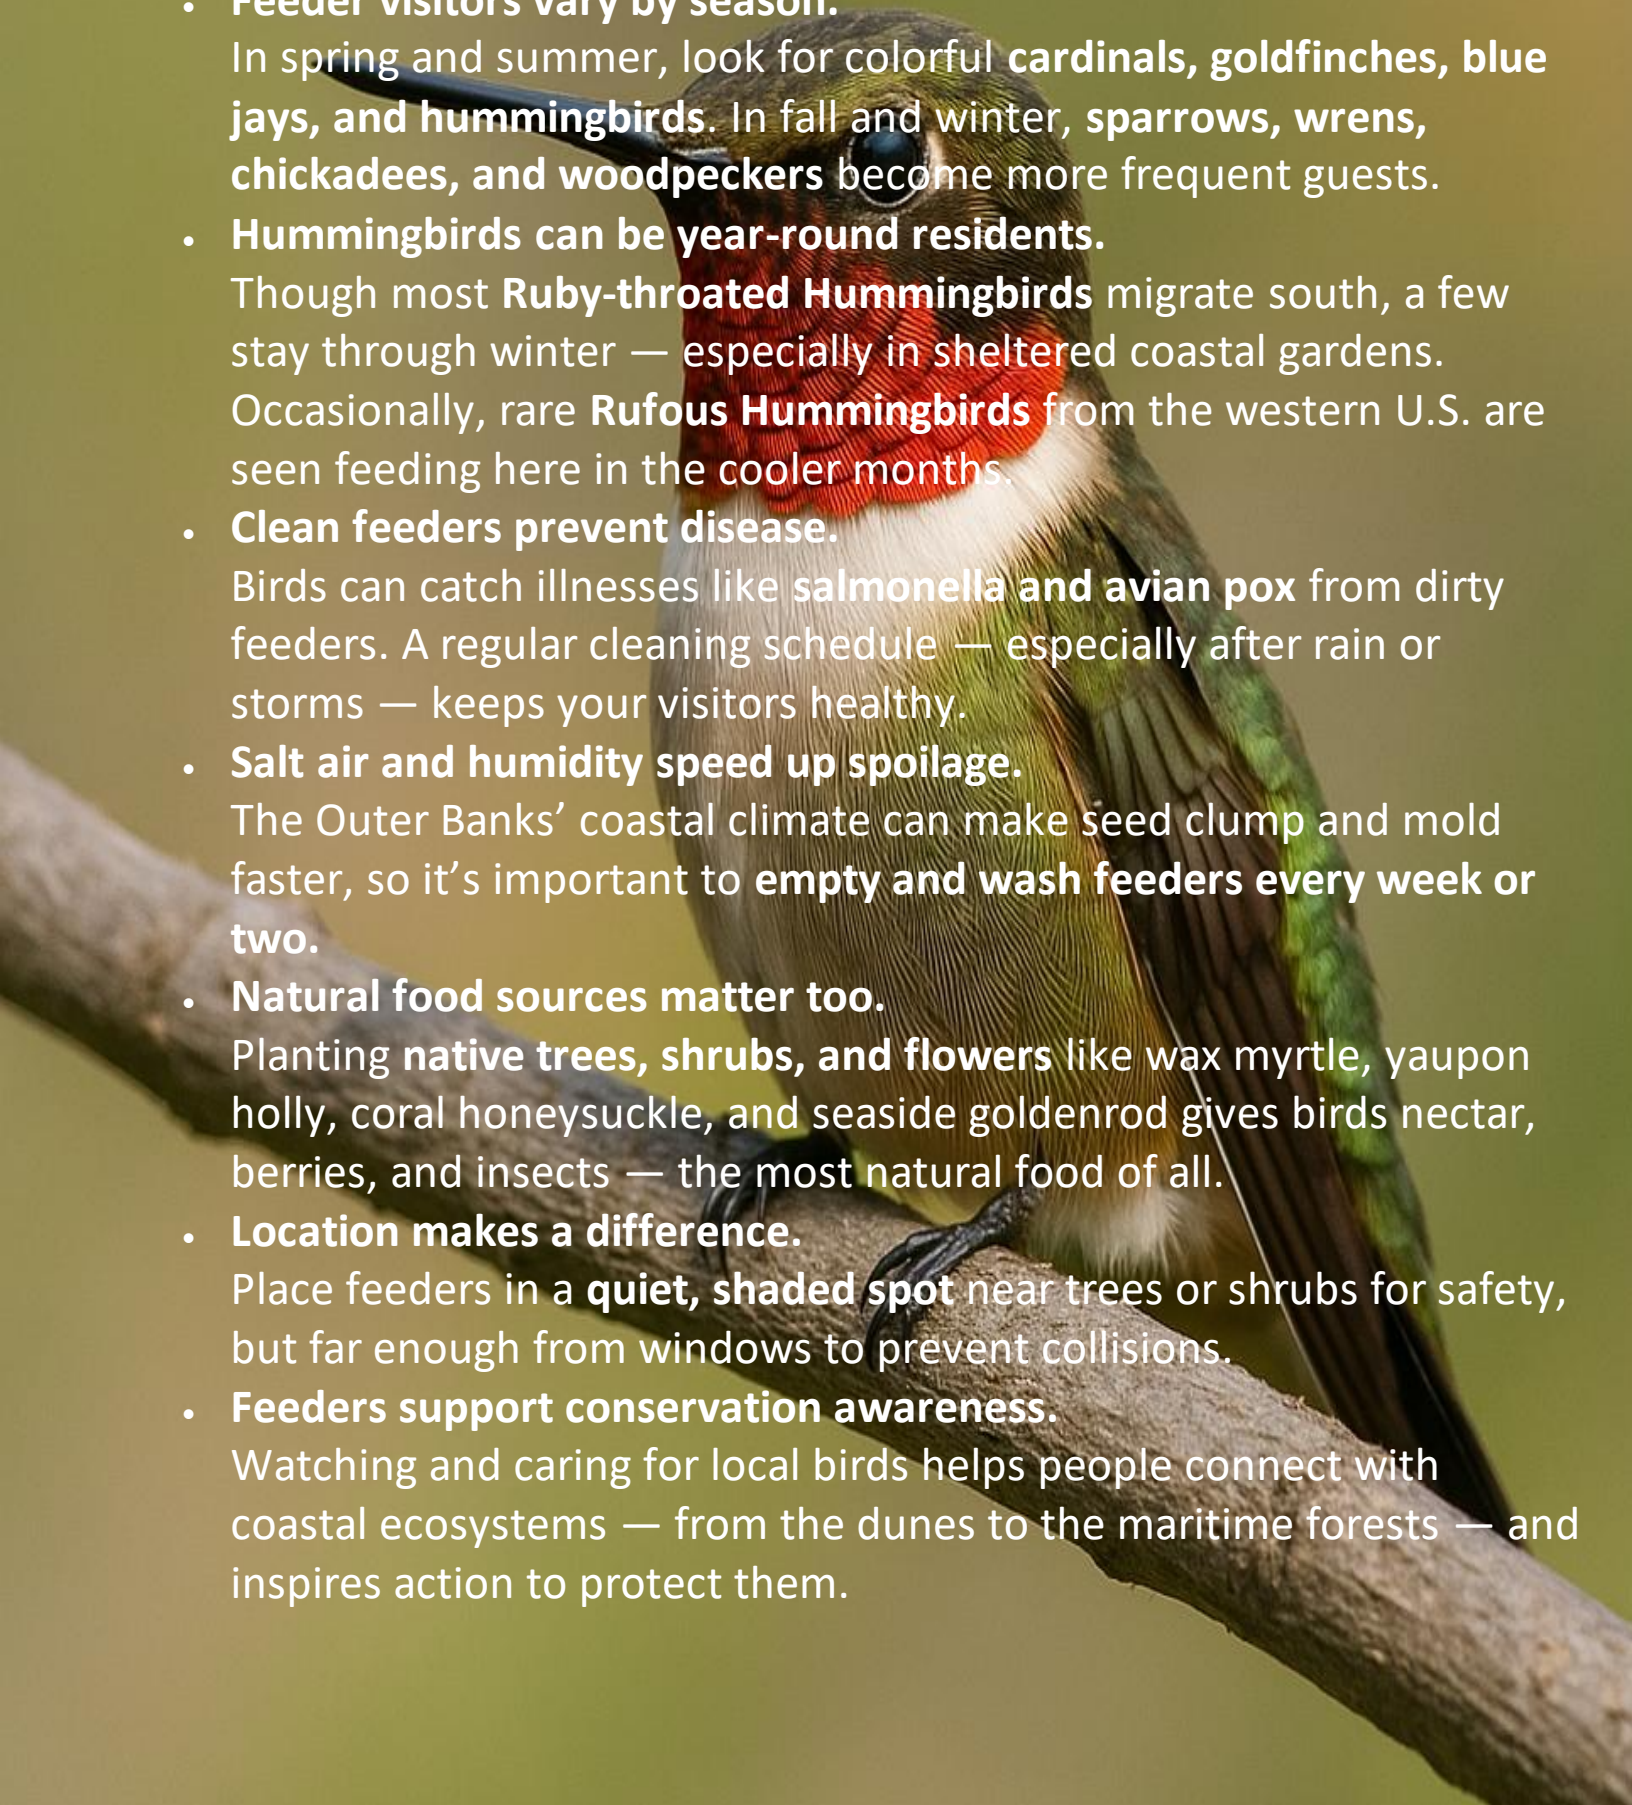 • Feeder visitors vary by season.
In spring and summer, look for colorful cardinals, goldfinches, blue
jays, and hummingbirds. In fall and winter, sparrows, wrens,
chickadees, and woodpeckers become more frequent guests.
• Hummingbirds can be year-round residents.
Though most Ruby-throated Hummingbirds migrate south, a few
stay through winter — especially in sheltered coastal gardens.
Occasionally, rare Rufous Hummingbirds from the western U.S. are
seen feeding here in the cooler months.
• Clean feeders prevent disease.
Birds can catch illnesses like salmonella and avian pox from dirty
feeders. A regular cleaning schedule — especially after rain or
storms — keeps your visitors healthy.
• Salt air and humidity speed up spoilage.
The Outer Banks’ coastal climate can make seed clump and mold
faster, so it’s important to empty and wash feeders every week or
two.
• Natural food sources matter too.
Planting native trees, shrubs, and flowers like wax myrtle, yaupon
holly, coral honeysuckle, and seaside goldenrod gives birds nectar,
berries, and insects — the most natural food of all.
• Location makes a difference.
Place feeders in a quiet, shaded spot near trees or shrubs for safety,
but far enough from windows to prevent collisions.
• Feeders support conservation awareness.
Watching and caring for local birds helps people connect with
coastal ecosystems — from the dunes to the maritime forests — and
inspires action to protect them.